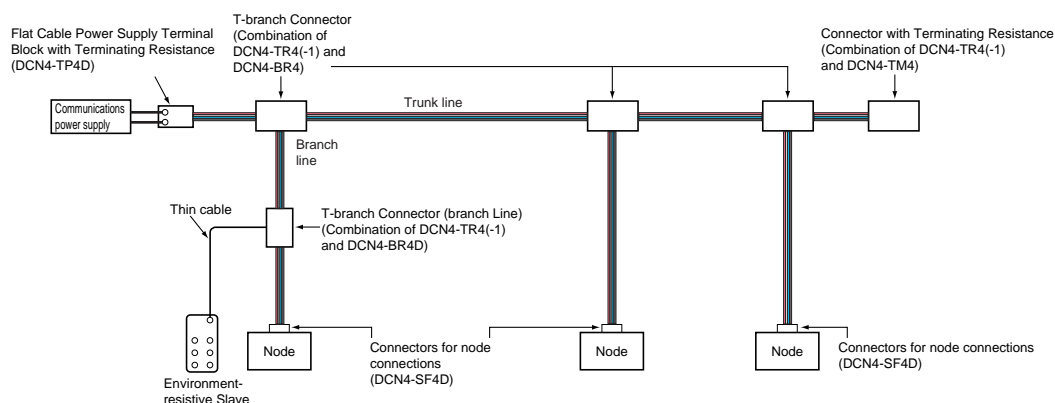 Flat Cable Power Supply Terminal
Block with Terminating Resistance
(DCN4-TP4D)
T-branch Connector
(Combination of
DCN4-TR4(-1) and
DCN4-BR4)
Connector with Terminating Resistance
(Combination of DCN4-TR4(-1)
and DCN4-TM4)
Communications
power supply
Trunk line
Branch
line
Thin cable
T-branch Connector (branch Line)
(Combination of DCN4-TR4(-1)
and DCN4-BR4D)
Node
Connectors for node
connections
(DCN4-SF4D)
Node
Node
Connectors for node connections
(DCN4-SF4D)
Environment-
resistive Slave